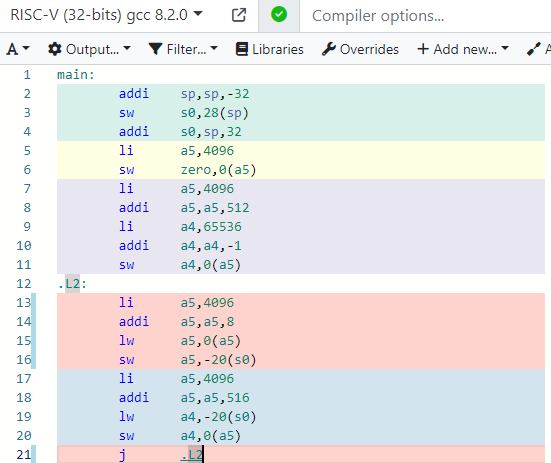 RISC-V (32-bits) gcc 8.2.0 Compiler options...
A Output... Filter... Libraries Overrides + Add new... A
1 main:
2 addi sp,sp,-32
3 sw s0,28(sp)
4 addi s0,sp,32
5 li a5,4096
6 sw zero,0(a5)
7 li a5,4096
8 addi a5,a5,512
9 li a4,65536
10 addi a4,a4,-1
11 sw a4,0(a5)
12 .L2:
13 li a5,4096
14 addi a5,a5,8
15 lw a5,0(a5)
16 sw a5,-20(s0)
17 li a5,4096
18 addi a5,a5,516
19 lw a4,-20(s0)
20 sw a4,0(a5)
21 j .L2